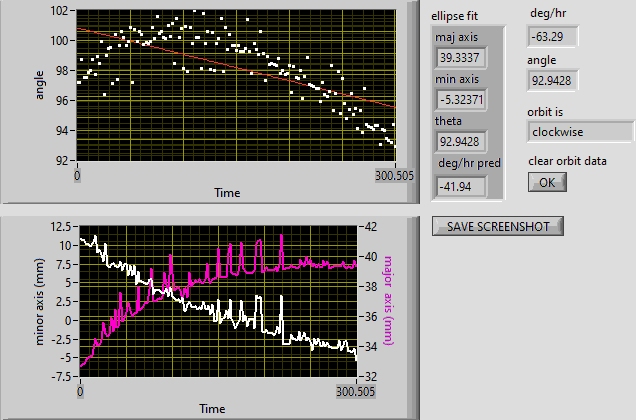 102
100
98
96
94
92
angle
0
300.505
Time
ellipse fit
maj axis
39.3337
min axis
-5.32371
theta
92.9428
deg/hr pred
-41.94
deg/hr
-63.29
angle
92.9428
orbit is
clockwise
clear orbit data
OK
SAVE SCREENSHOT
12.5
10
7.5
5
2.5
0
-2.5
-5
-7.5
minor axis (mm)
42
40
38
36
34
32
major axis (mm)
0
300.505
Time